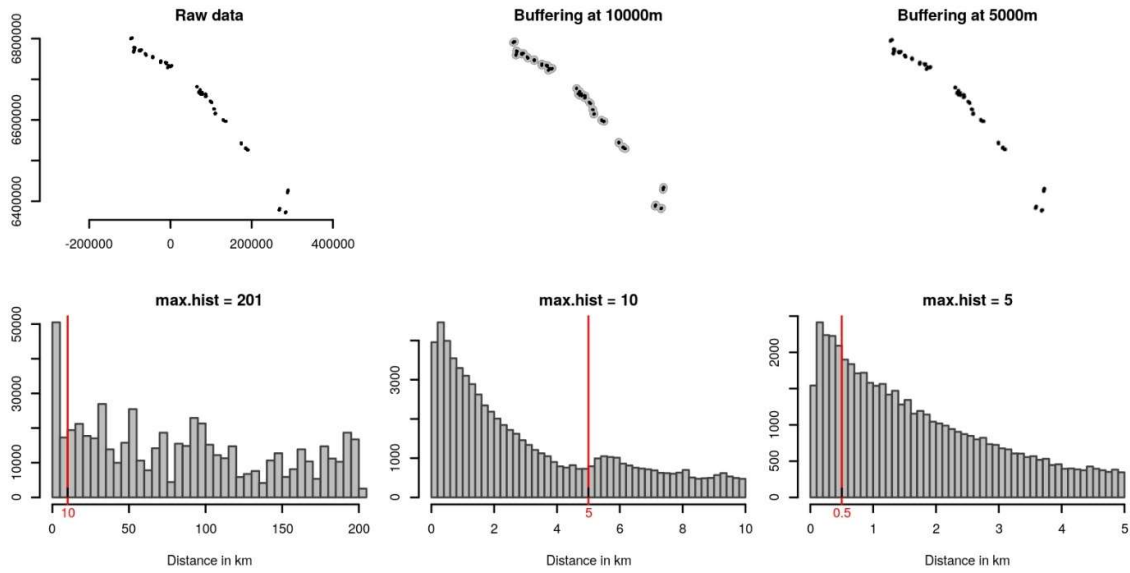 Raw data
Buffering at 10000m
Buffering at 5000m
6800000
6600000
6400000
-200000 0 200000 400000
max.hist = 201
max.hist = 10
max.hist = 5
50000
30000
10000
0
0 10 50 100 150 200
Distance in km
3000
1000
0
0 2 4 5 6 8 10
Distance in km
2000
1000
500
0
0 0.5 1 2 3 4 5
Distance in km